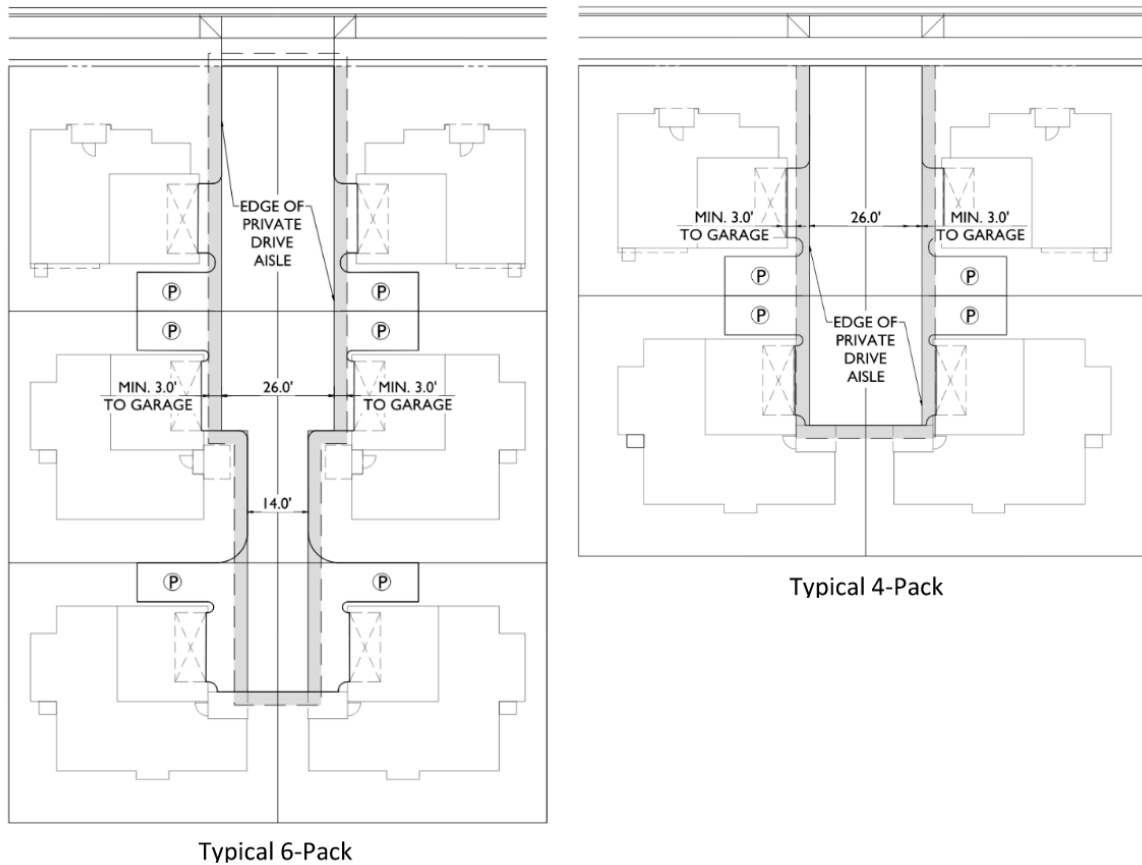 EDGE OF
PRIVATE
DRIVE
AISLE
P
P
P
P
MIN. 3.0'
TO GARAGE
26.0'
MIN. 3.0'
TO GARAGE
14.0'
P
P
Typical 6-Pack
MIN. 3.0'
TO GARAGE
26.0'
MIN. 3.0'
TO GARAGE
P
P
P
P
EDGE OF
PRIVATE
DRIVE
AISLE
Typical 4-Pack